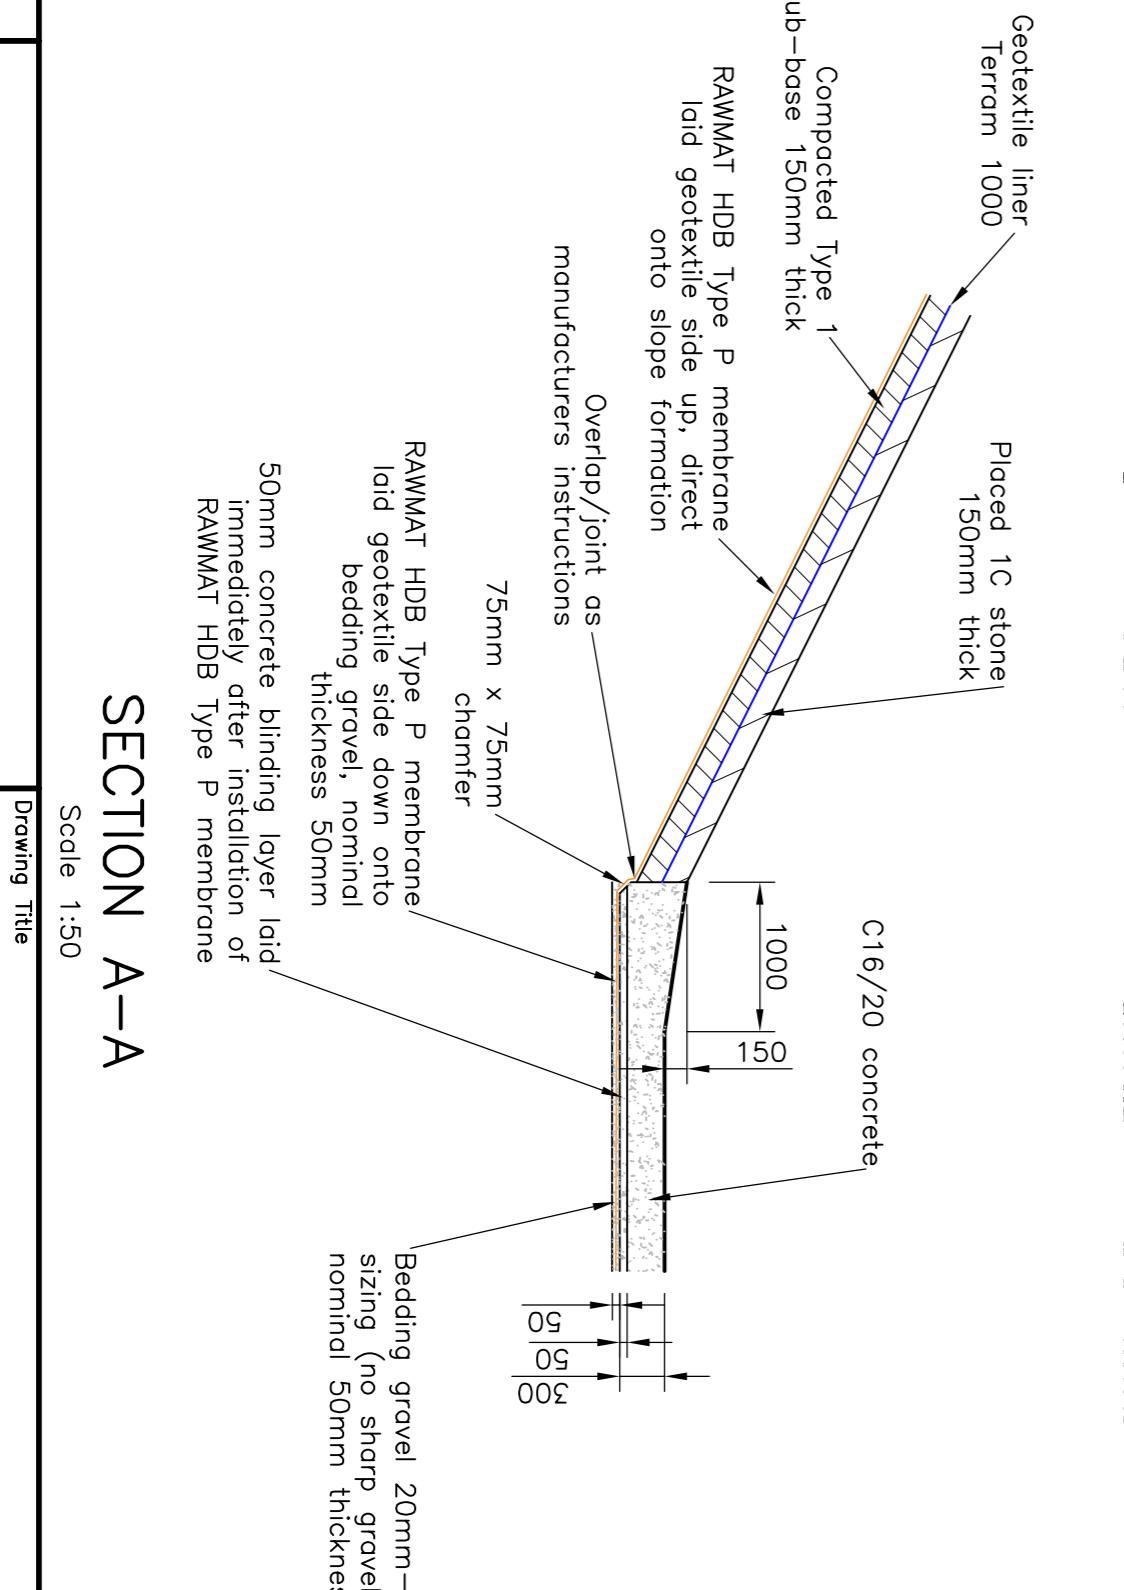 Geotextile liner
Terram 1000
Compacted Type 1
ub-base 150mm thick
RAWMAT HDB Type P membrane
laid geotextile side up, direct
onto slope formation
Overlap/joint as
manufacturers instructions
75mm x 75mm
chamfer
RAWMAT HDB Type P membrane
laid geotextile side down onto
bedding gravel, nominal
thickness 50mm
50mm concrete blinding layer laid
immediately after installation of
RAWMAT HDB Type P membrane
Placed 1C stone
150mm thick
C16/20 concrete
1000
150
50
50
300
Bedding gravel 20mm-
sizing (no sharp gravel
nominal 50mm thicknes
SECTION A-A
Scale 1:50
Drawing Title